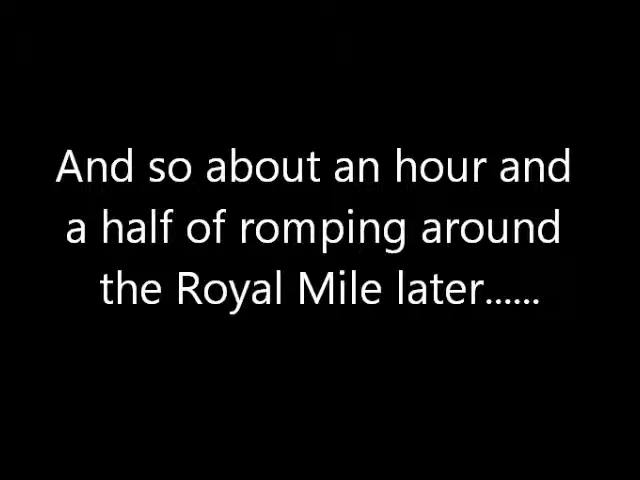 And so about an hour and
a half of romping around
the Royal Mile later......